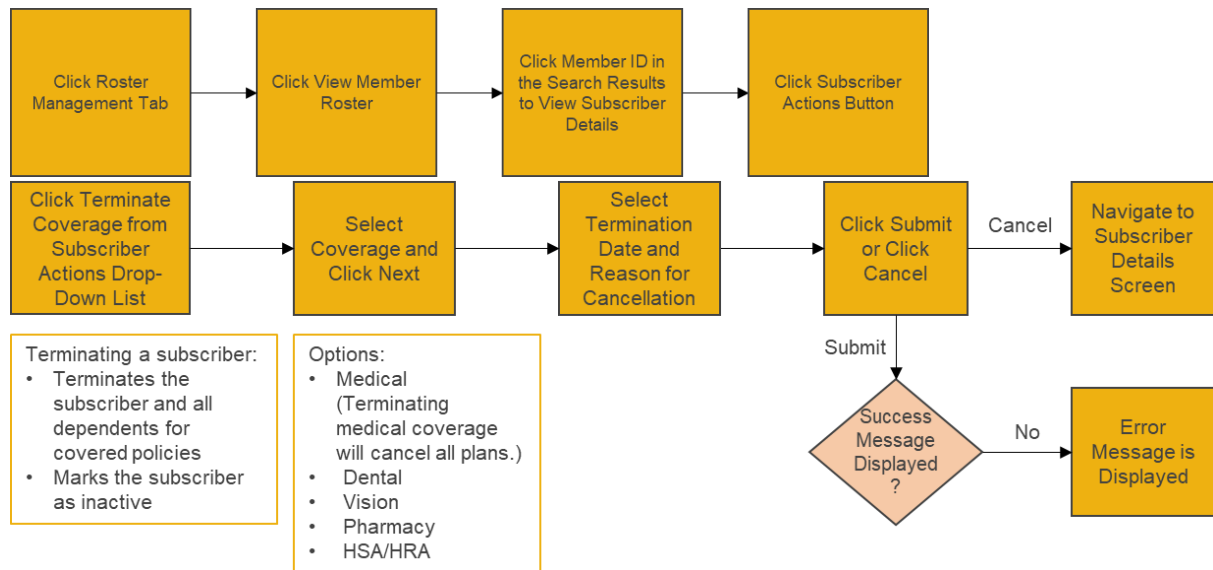 Click Roster
Management Tab
Click View Member
Roster
Click Member ID in
the Search Results
to View Subscriber
Details
Click Subscriber
Actions Button
Click Terminate
Coverage from
Subscriber
Actions Drop-
Down List
Select
Coverage and
Click Next
Select
Termination
Date and
Reason for
Cancellation
Click Submit
or Click
Cancel
Cancel
Navigate to
Subscriber
Details
Screen
Terminating a subscriber:
• Terminates the
subscriber and all
dependents for
covered policies
• Marks the subscriber
as inactive
Options:
• Medical
(Terminating
medical coverage
will cancel all plans.)
• Dental
• Vision
• Pharmacy
• HSA/HRA
Submit
Success
Message
Displayed
?
No
Error
Message is
Displayed